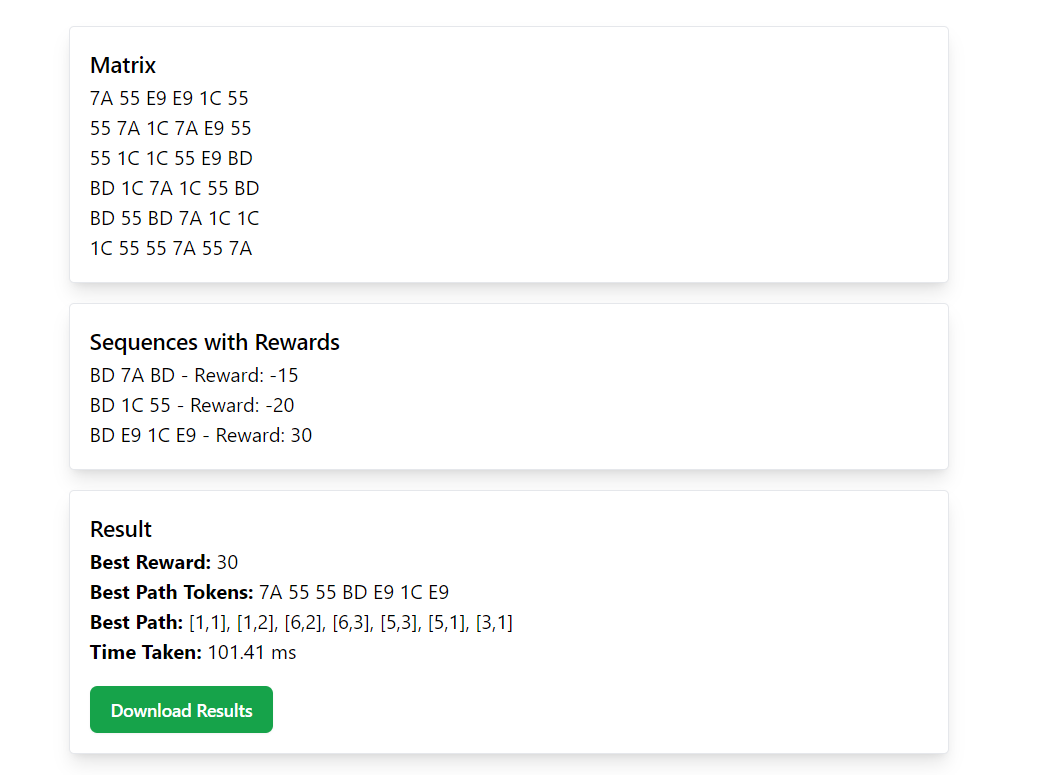 Matrix
7A 55 E9 E9 1C 55
55 7A 1C 7A E9 55
55 1C 1C 55 E9 BD
BD 1C 7A 1C 55 BD
BD 55 BD 7A 1C 1C
1C 55 55 7A 55 7A
Sequences with Rewards
BD 7A BD - Reward: -15
BD 1C 55 - Reward: -20
BD E9 1C E9 - Reward: 30
Result
Best Reward: 30
Best Path Tokens: 7A 55 55 BD E9 1C E9
Best Path: [1,1], [1,2], [6,2], [6,3], [5,3], [5,1], [3,1]
Time Taken: 101.41 ms
Download Results